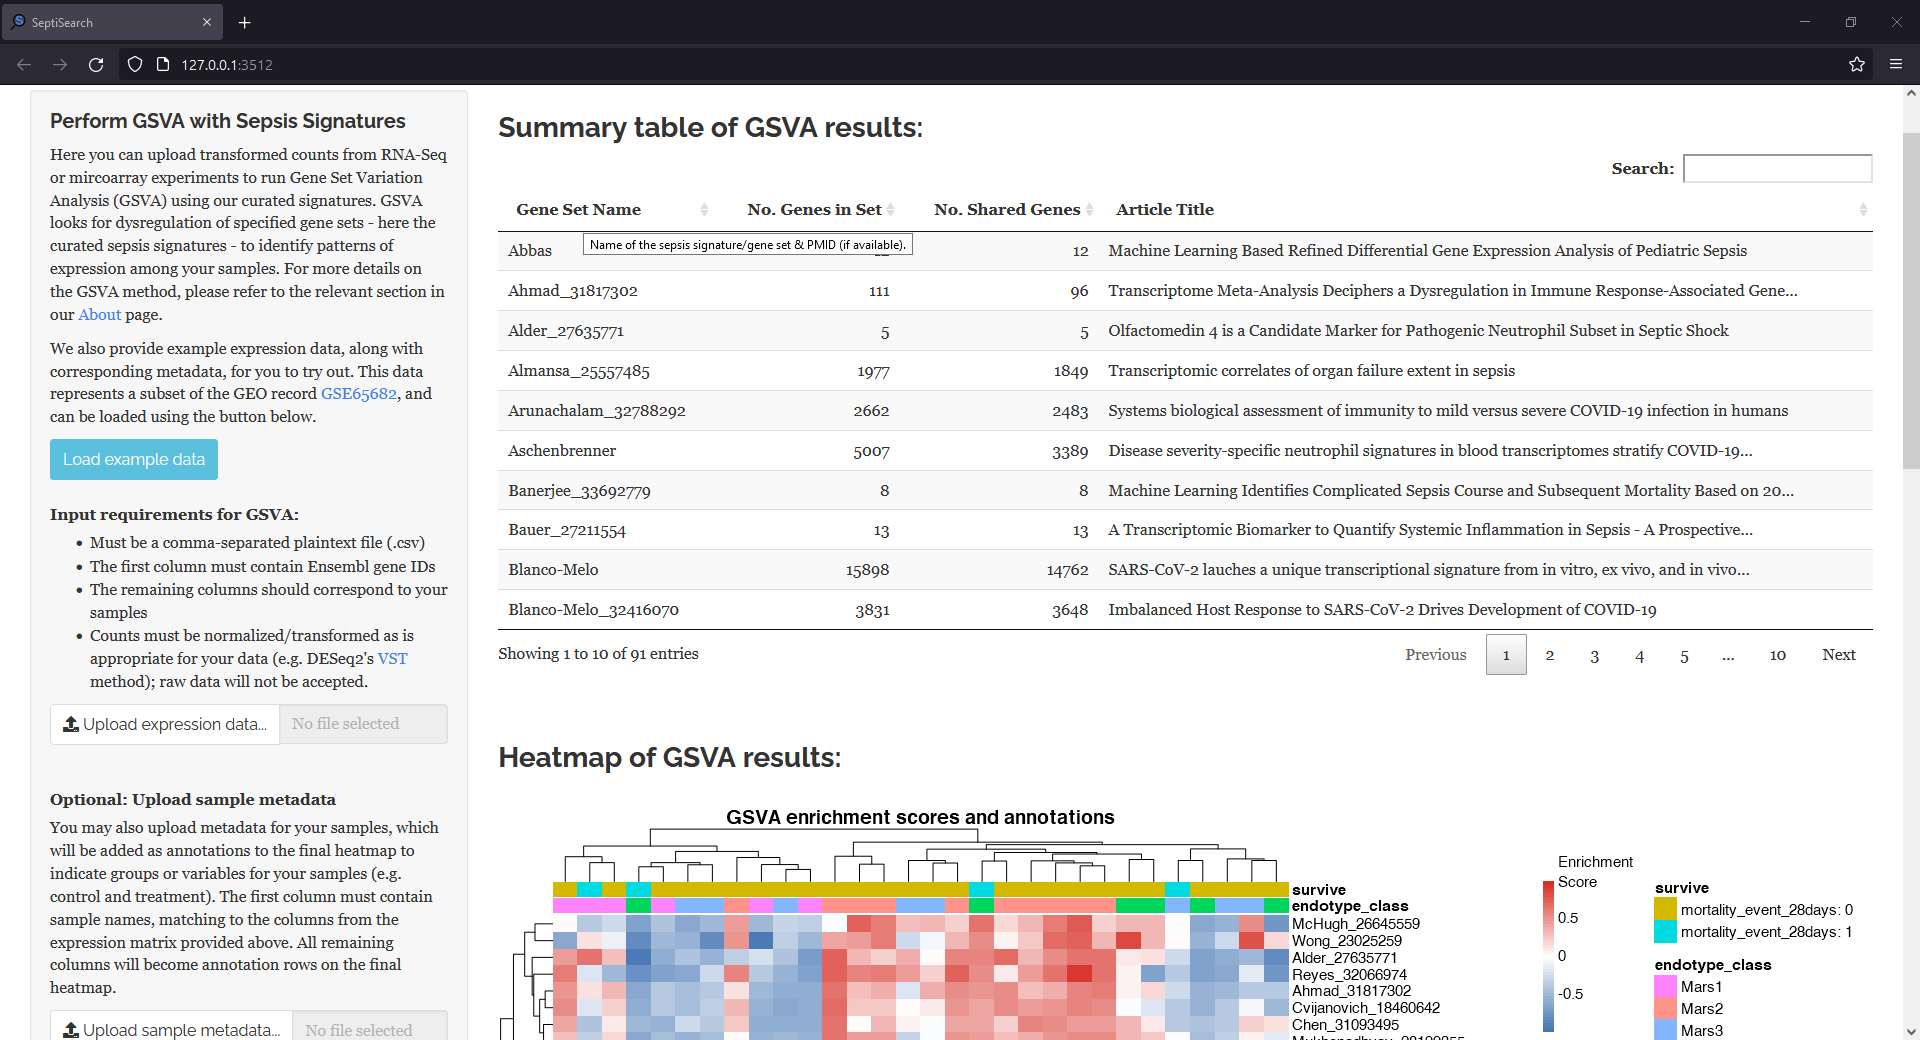 SeptiSearch
127.0.0.1:3512
Perform GSVA with Sepsis Signatures
Here you can upload transformed counts from RNA-Seq
or mircoarray experiments to run Gene Set Variation
Analysis (GSVA) using our curated signatures. GSVA
looks for dysregulation of specified gene sets - here the
curated sepsis signatures - to identify patterns of
expression among your samples. For more details on
the GSVA method, please refer to the relevant section in
our About page.
We also provide example expression data, along with
corresponding metadata, for you to try out. This data
represents a subset of the GEO record GSE65682, and
can be loaded using the button below.
Load example data
Input requirements for GSVA:
• Must be a comma-separated plaintext file (.csv)
• The first column must contain Ensembl gene IDs
• The remaining columns should correspond to your
samples
• Counts must be normalized/transformed as is
appropriate for your data (e.g. DESeq2's VST
method); raw data will not be accepted.
Upload expression data... No file selected
Optional: Upload sample metadata
You may also upload metadata for your samples, which
will be added as annotations to the final heatmap to
indicate groups or variables for your samples (e.g.
control and treatment). The first column must contain
sample names, matching to the columns from the
expression matrix provided above. All remaining
columns will become annotation rows on the final
heatmap.
Upload sample metadata... No file selected
Summary table of GSVA results:
Search:
Gene Set Name No. Genes in Set No. Shared Genes Article Title
Name of the sepsis signature/gene set & PMID (if available).
Abbas 12 Machine Learning Based Refined Differential Gene Expression Analysis of Pediatric Sepsis
Ahmad_31817302 111 96 Transcriptome Meta-Analysis Deciphers a Dysregulation in Immune Response-Associated Gene...
Alder_27635771 5 5 Olfactomedin 4 is a Candidate Marker for Pathogenic Neutrophil Subset in Septic Shock
Almansa_25557485 1977 1849 Transcriptomic correlates of organ failure extent in sepsis
Arunachalam_32788292 2662 2483 Systems biological assessment of immunity to mild versus severe COVID-19 infection in humans
Aschenbrenner 5007 3389 Disease severity-specific neutrophil signatures in blood transcriptomes stratify COVID-19...
Banerjee_33692779 8 8 Machine Learning Identifies Complicated Sepsis Course and Subsequent Mortality Based on 20...
Bauer_27211554 13 13 A Transcriptomic Biomarker to Quantify Systemic Inflammation in Sepsis - A Prospective...
Blanco-Melo 15898 14762 SARS-CoV-2 lauches a unique transcriptional signature from in vitro, ex vivo, and in vivo...
Blanco-Melo_32416070 3831 3648 Imbalanced Host Response to SARS-CoV-2 Drives Development of COVID-19
Showing 1 to 10 of 91 entries
Previous 1 2 3 4 5 ... 10 Next
Heatmap of GSVA results:
GSVA enrichment scores and annotations
survive
endotype_class
McHugh_26645559
Wong_23025259
Alder_27635771
Reyes_32066974
Ahmad_31817302
Cvijanovich_18460642
Chen_31093495
Enrichment
Score
0.5
0
-0.5
survive
mortality_event_28days: 0
mortality_event_28days: 1
endotype_class
Mars1
Mars2
Mars3